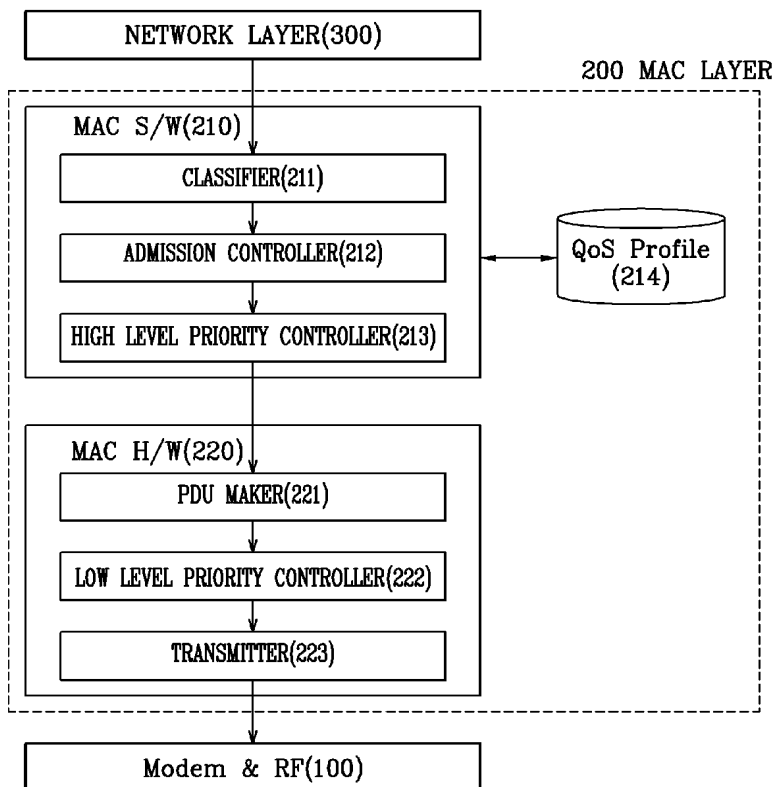 NETWORK LAYER(300)
200 MAC LAYER
MAC S/W(210)
CLASSIFIER(211)
ADMISSION CONTROLLER(212)
HIGH LEVEL PRIORITY CONTROLLER(213)
QoS Profile
(214)
MAC H/W(220)
PDU MAKER(221)
LOW LEVEL PRIORITY CONTROLLER(222)
TRANSMITTER(223)
Modem & RF(100)